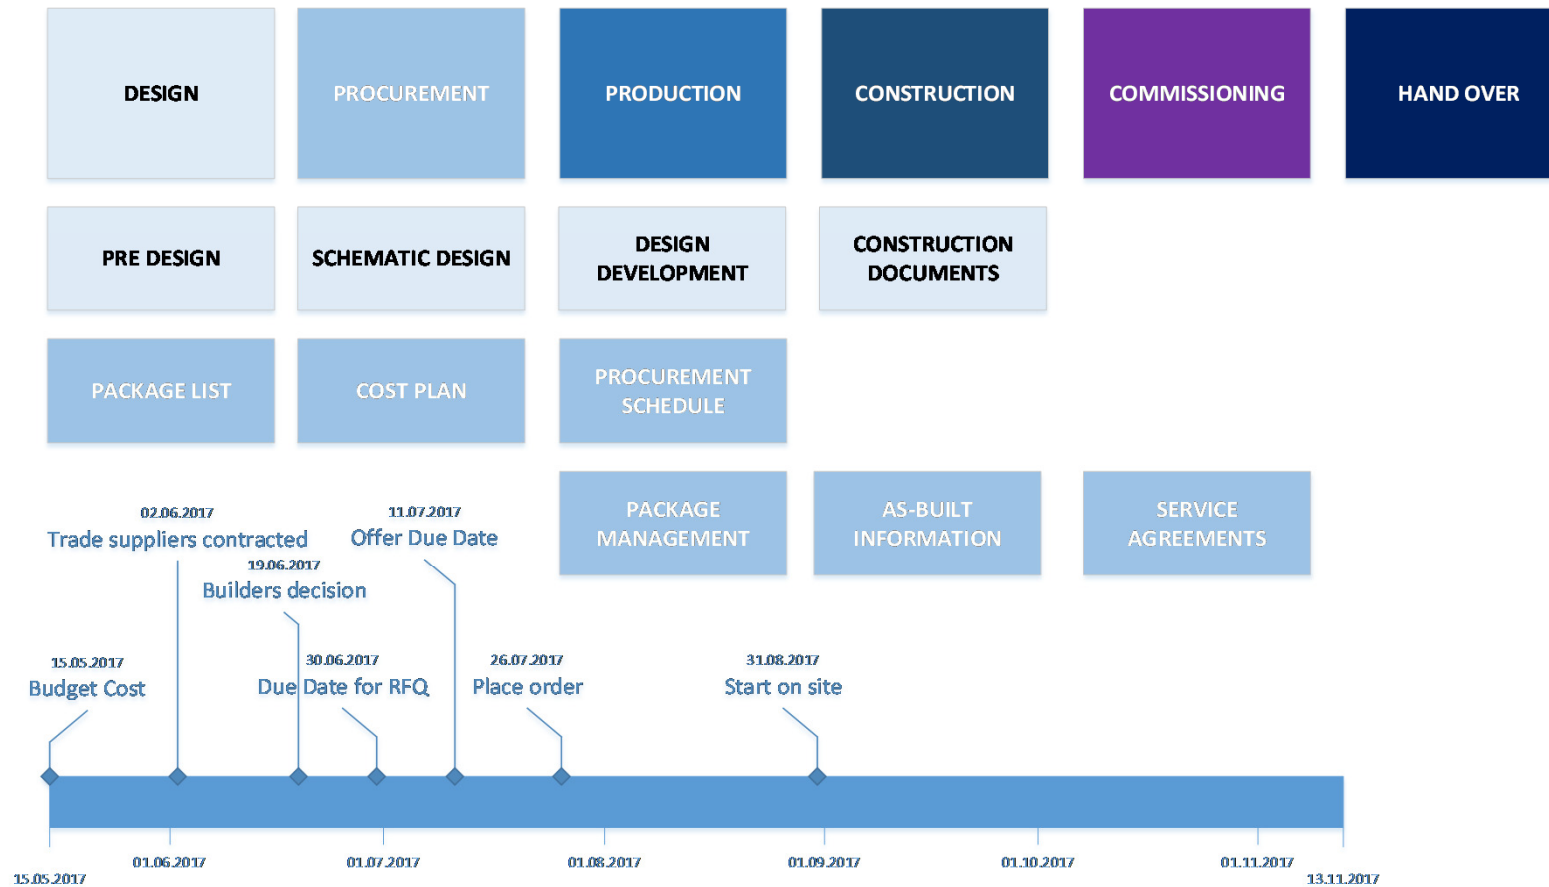 DESIGN
PROCUREMENT
PRODUCTION
CONSTRUCTION
COMMISSIONING
HAND OVER
PRE DESIGN
SCHEMATIC DESIGN
DESIGN
DEVELOPMENT
CONSTRUCTION
DOCUMENTS
PACKAGE LIST
COST PLAN
PROCUREMENT
SCHEDULE
PACKAGE
MANAGEMENT
AS-BUILT
INFORMATION
SERVICE
AGREEMENTS
02.06.2017
Trade suppliers contracted
11.07.2017
Offer Due Date
19.06.2017
Builders decision
15.05.2017
Budget Cost
30.06.2017
Due Date for RFQ
26.07.2017
Place order
31.08.2017
Start on site
15.05.2017
01.06.2017
01.07.2017
01.08.2017
01.09.2017
01.10.2017
01.11.2017
13.11.2017